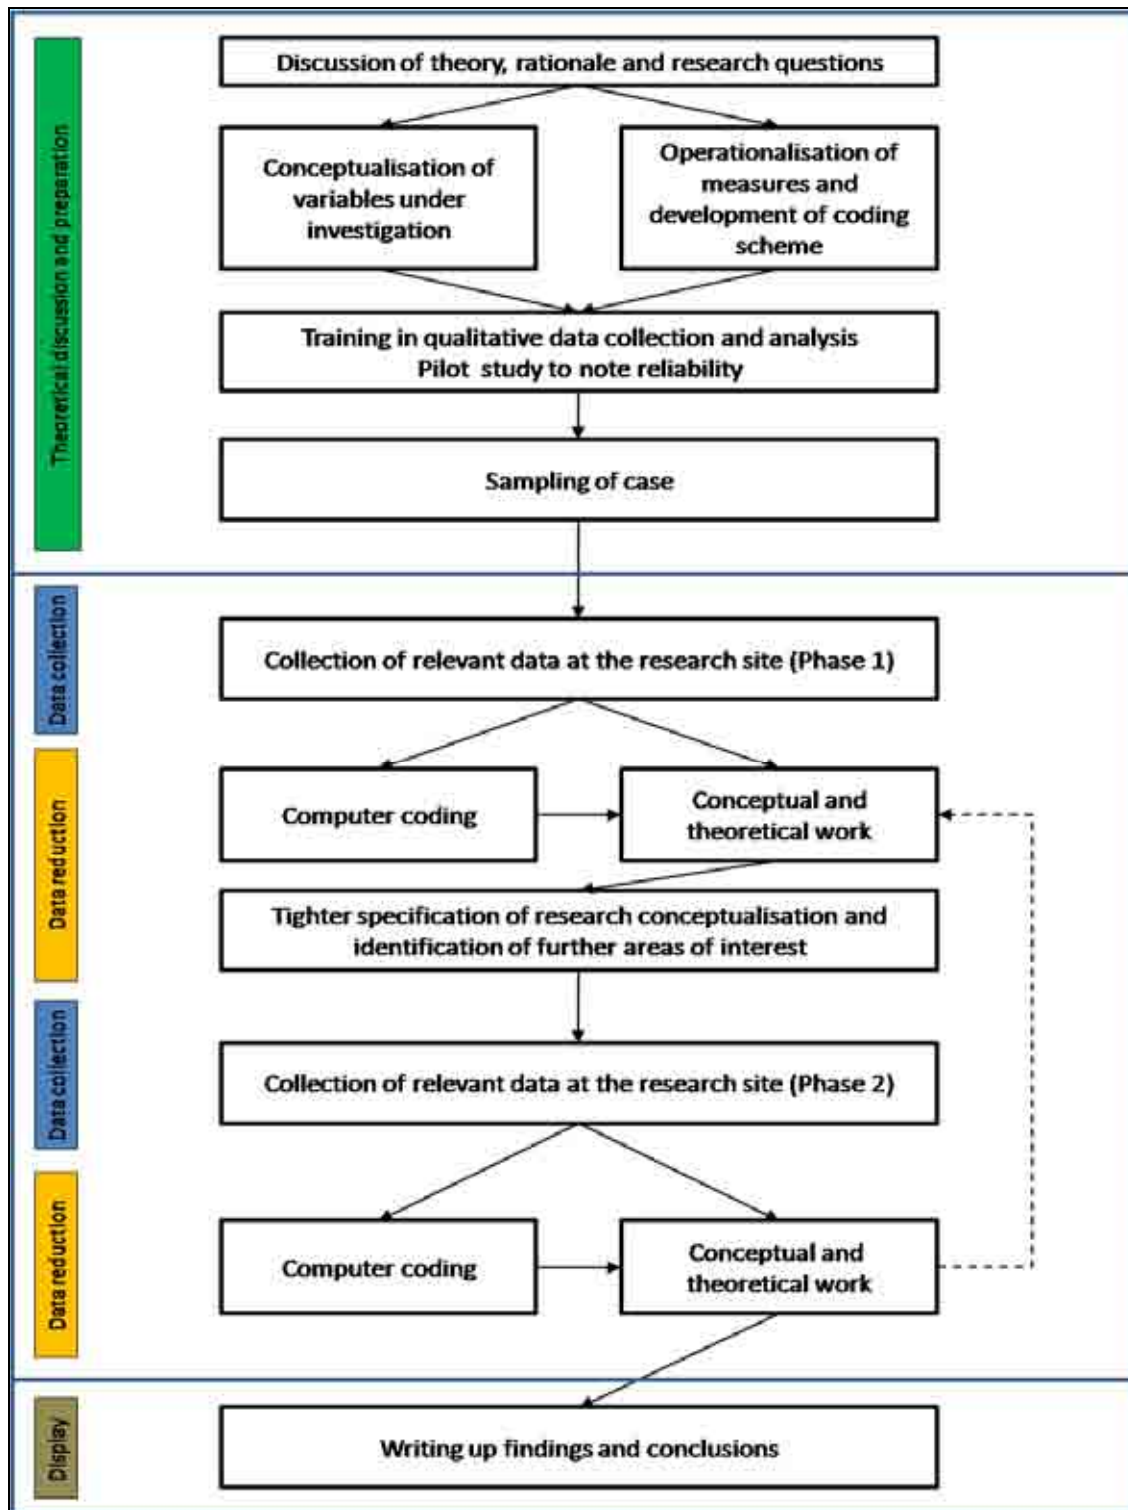 Theoretical discussion and preparation
Discussion of theory, rationale and research questions
Conceptualisation of
variables under
investigation
Operationalisation of
measures and
development of coding
scheme
Training in qualitative data collection and analysis
Pilot study to note reliability
Sampling of case
Data collection
Collection of relevant data at the research site (Phase 1)
Data reduction
Computer coding
Conceptual and
theoretical work
Tighter specification of research conceptualisation and
identification of further areas of interest
Data collection
Collection of relevant data at the research site (Phase 2)
Data reduction
Computer coding
Conceptual and
theoretical work
Display
Writing up findings and conclusions